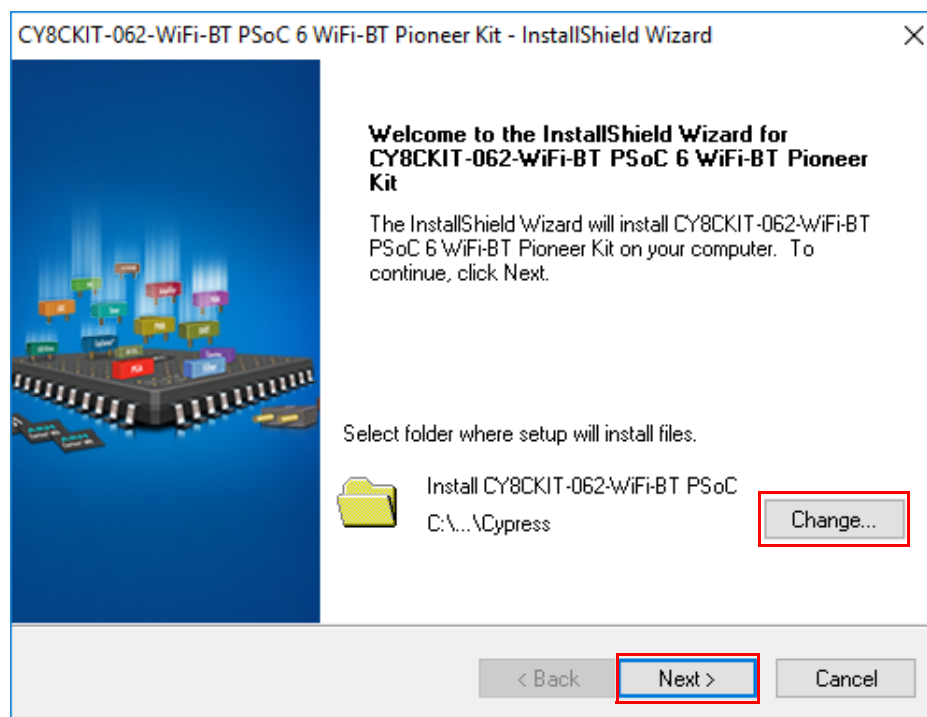 CY8CKIT-062-WiFi-BT PSoC 6 WiFi-BT Pioneer Kit - InstallShield Wizard
Welcome to the InstallShield Wizard for
CY8CKIT-062-WiFi-BT PSoC 6 WiFi-BT Pioneer
Kit
The InstallShield Wizard will install CY8CKIT-062-WiFi-BT
PSoC 6 WiFi-BT Pioneer Kit on your computer. To
continue, click Next.
Select folder where setup will install files.
Install CY8CKIT-062-WiFi-BT PSoC
C:\...\Cypress
Change...
< Back
Next >
Cancel